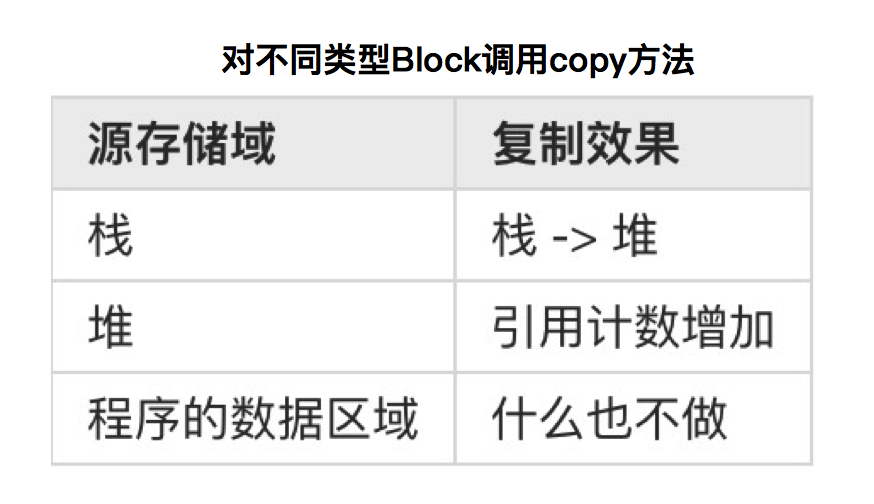 对不同类型Block调用copy方法
源存储域 复制效果
栈 栈 -> 堆
堆 引用计数增加
程序的数据区域 什么也不做